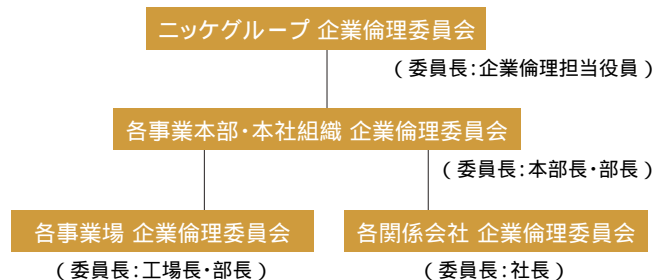 ニッケグループ 企業倫理委員会
(委員長:企業倫理担当役員)
各事業本部・本社組織 企業倫理委員会
(委員長:本部長・部長)
各事業場 企業倫理委員会
各関係会社 企業倫理委員会
(委員長:工場長・部長)
(委員長:社長)